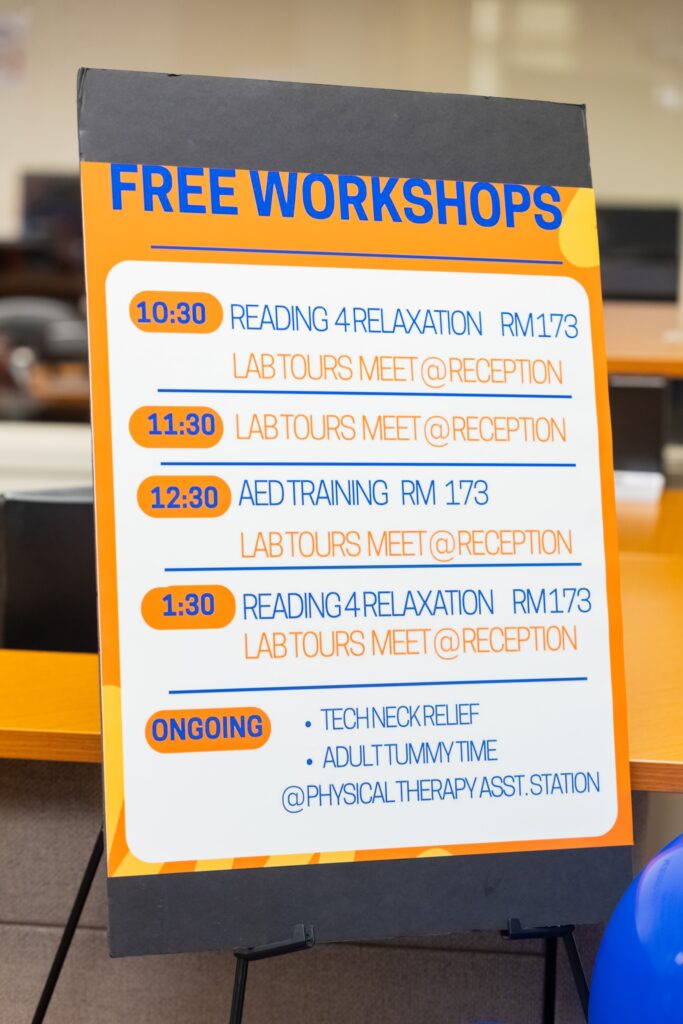 FREE WORKSHOPS
10:30 READING 4 RELAXATION RM 173
LAB TOURS MEET @ RECEPTION
11:30 LAB TOURS MEET @ RECEPTION
12:30 AED TRAINING RM 173
LAB TOURS MEET @ RECEPTION
1:30 READING 4 RELAXATION RM 173
LAB TOURS MEET @ RECEPTION
ONGOING • TECH NECK RELIEF
• ADULT TUMMY TIME
@ PHYSICAL THERAPY ASST. STATION